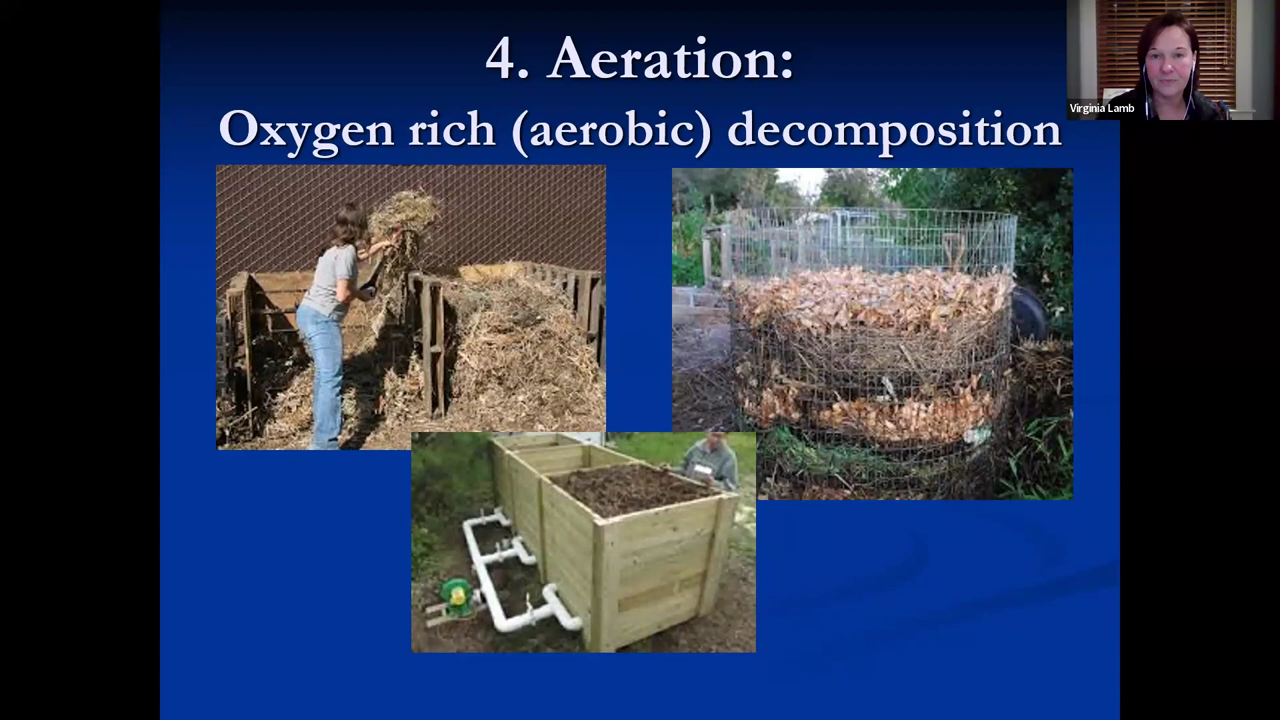 4. Aeration:
Oxygen rich (aerobic) decomposition
Virginia Lamb